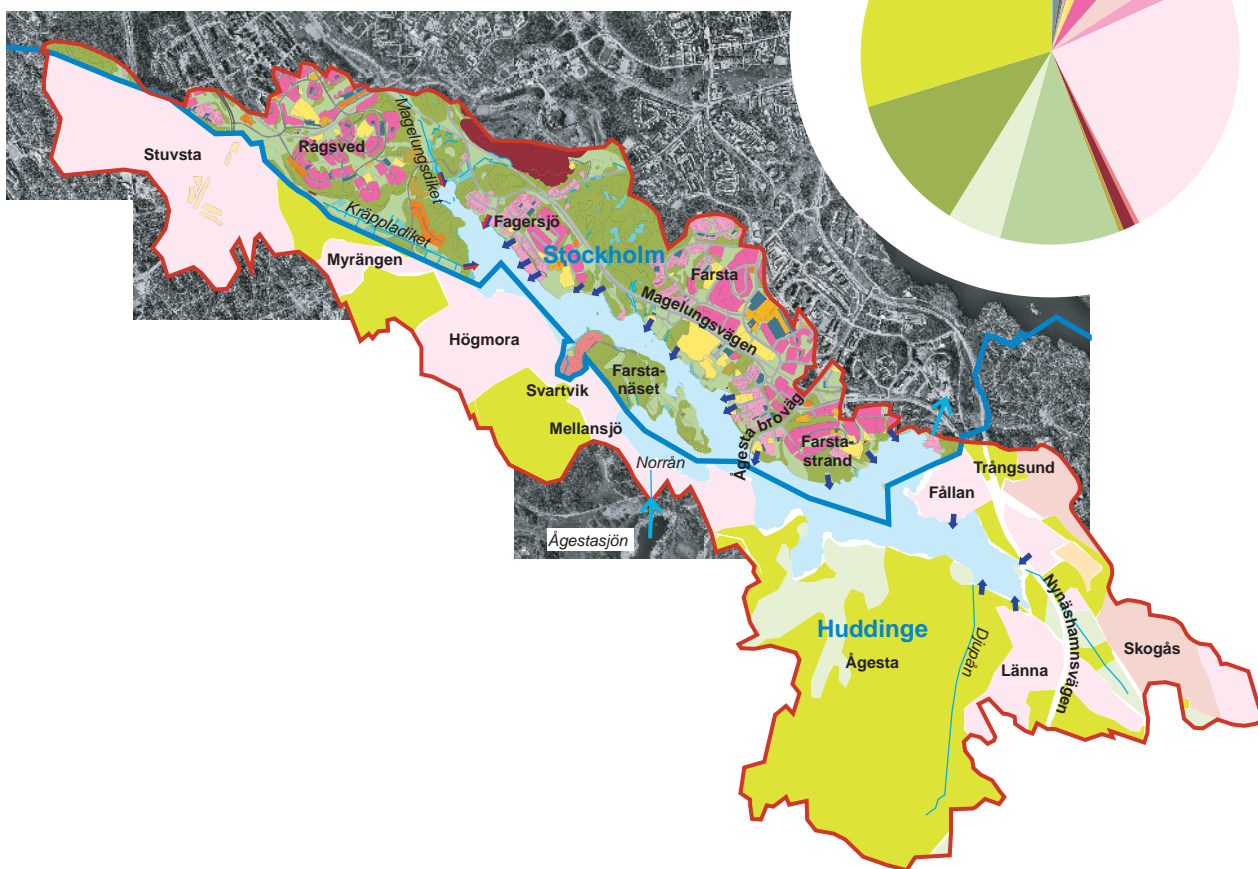 Stuvsta
Rågsved
Magelungsdiket
Kräppladiket
Myrängen
Fagersjö
Stockholm
Farsta
Magelungsvägen
Högmora
Svartvik
Farsta-
näset
Mellansjö
Norrån
Ågestasjön
Ågesta broväg
Farsta-
strand
Trångsund
Fållan
Huddinge
Ågesta
Djupån
Länna
Nynäshamnsvägen
Skogås